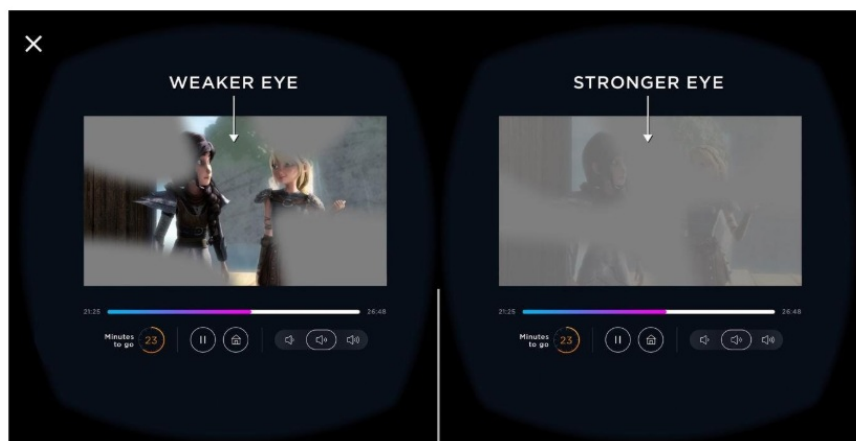 WEAKER EYE
STRONGER EYE
21:25
26:48
21:25
26:48
Minutes
to go
23
Minutes
to go
23